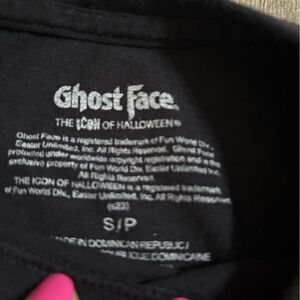 Ghost Face
THE ICON OF HALLOWEEN®
Ghost Face is a registered trademark of Fun World Div.,
Easter Unlimited, Inc. All Rights Reserved. Ghost Face is
protected under worldwide copyright registration and is the
exclusive property of Fun World Div. Easter Unlimited Inc.
All Rights Reserved.
THE ICON OF HALLOWEEN is a registered trademark
of Fun World Div., Easter Unlimited, Inc. All Rights Reserved.
(s23)
S/P
MADE IN DOMINICAN REPUBLIC /
DOMINICAINE